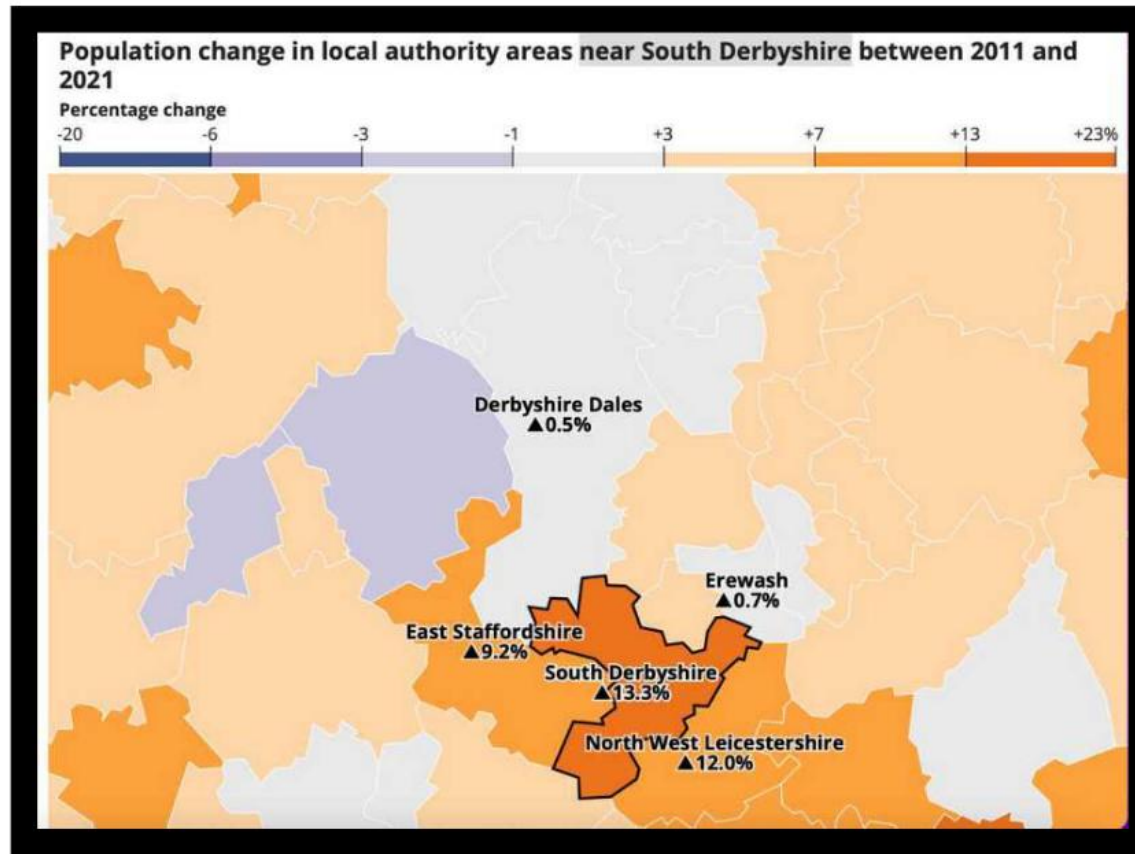 Population change in local authority areas near South Derbyshire between 2011 and
2021
Percentage change
-20 -6 -3 -1 +3 +7 +13 +23%
Derbyshire Dales
▲0.5%
Erewash
▲0.7%
East Staffordshire
▲9.2%
South Derbyshire
▲13.3%
North West Leicestershire
▲12.0%